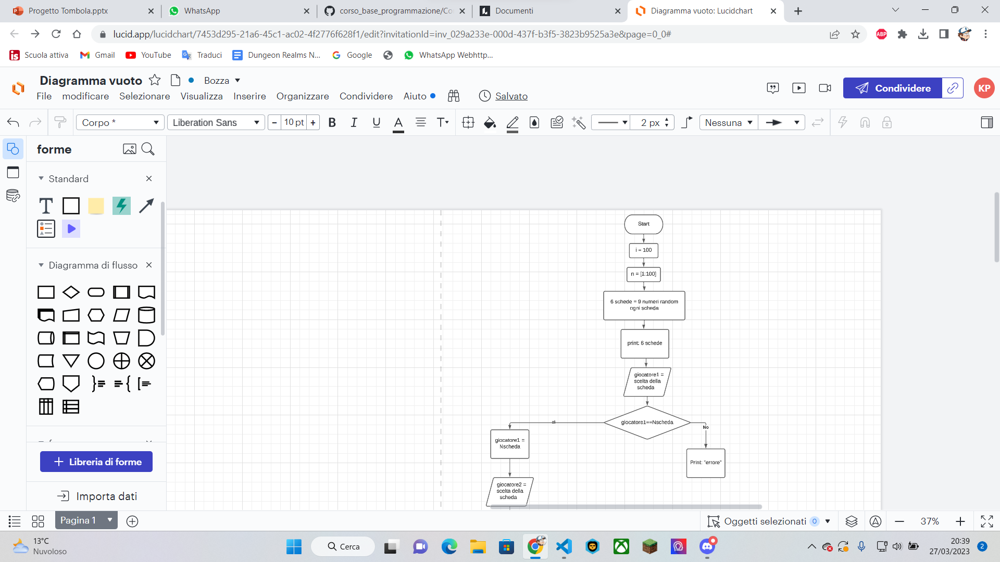 Progetto Tombola.pptx
WhatsApp
corso_base_programmazione/Co
Documenti
Diagramma vuoto: Lucidchart
lucid.app/lucidchart/7453d295-21a6-45c1-ac02-4f2776f628f1/edit?invitationId=inv_029a233e-000d-437f-b3f5-3823b9525a3e&page=0_0#
ABP
is Scuola attiva
Gmail
YouTube
Traduci
Dungeon Realms N...
Google
WhatsApp Webhttp...
Diagramma vuoto
Bozza
File modificare Selezionare Visualizza Inserire Organizzare Condividere Aiuto
Salvato
Condividere
KP
Corpo *
Liberation Sans
- 10 pt +
B I U A T
2 px
Nessuna
forme
Standard
T
Diagramma di flusso
Libreria di forme
Importa dati
Start
i = 100
n = [1:100]
6 schede = 9 numeri random
ogni scheda
print: 6 schede
giocatore1 =
scelta della
scheda
giocatore1==Nscheda
sì
No
giocatore1 =
Nscheda
Print: "errore"
giocatore2 =
scelta della
scheda
Pagina 1
Oggetti selezionati 0
37%
13°C
Nuvoloso
Cerca
20:39
27/03/2023
2